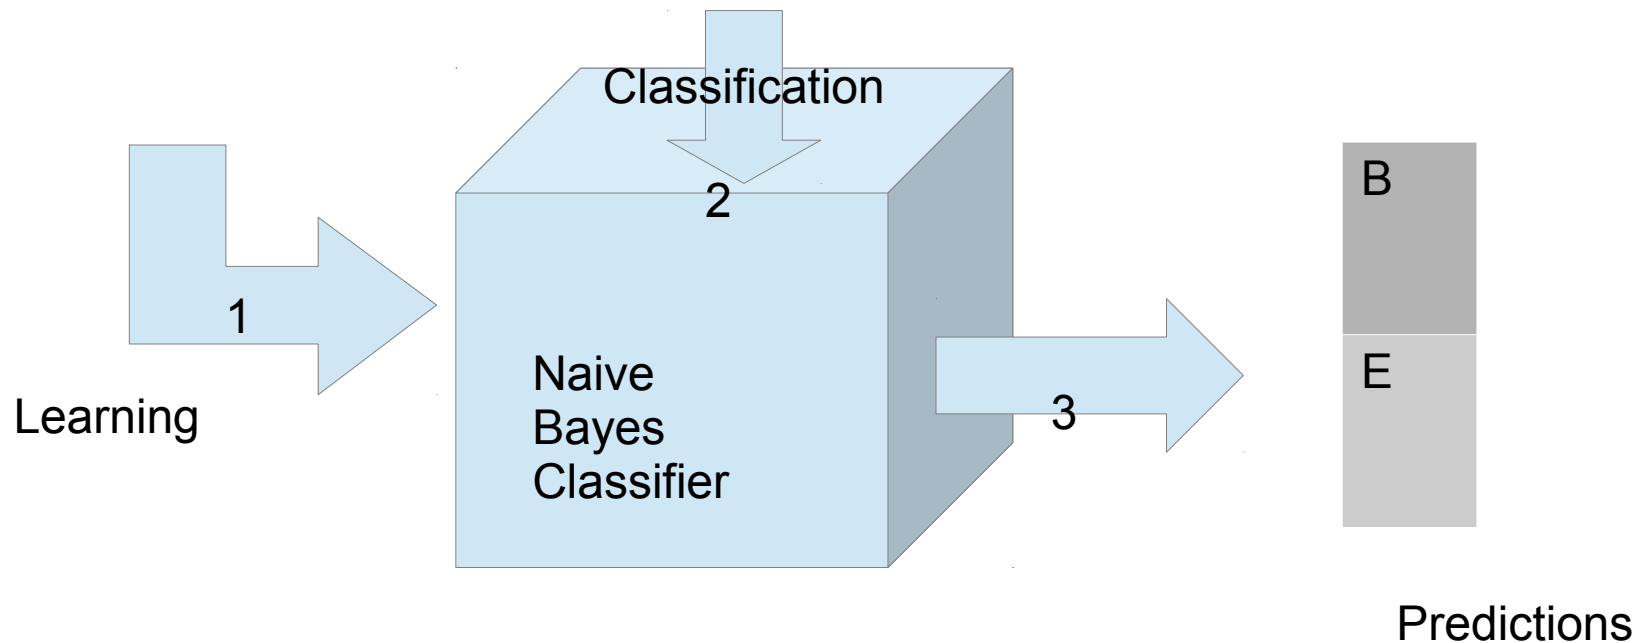 Classification
2
B
1
E
Naive
Bayes
Classifier
3
Learning
Predictions